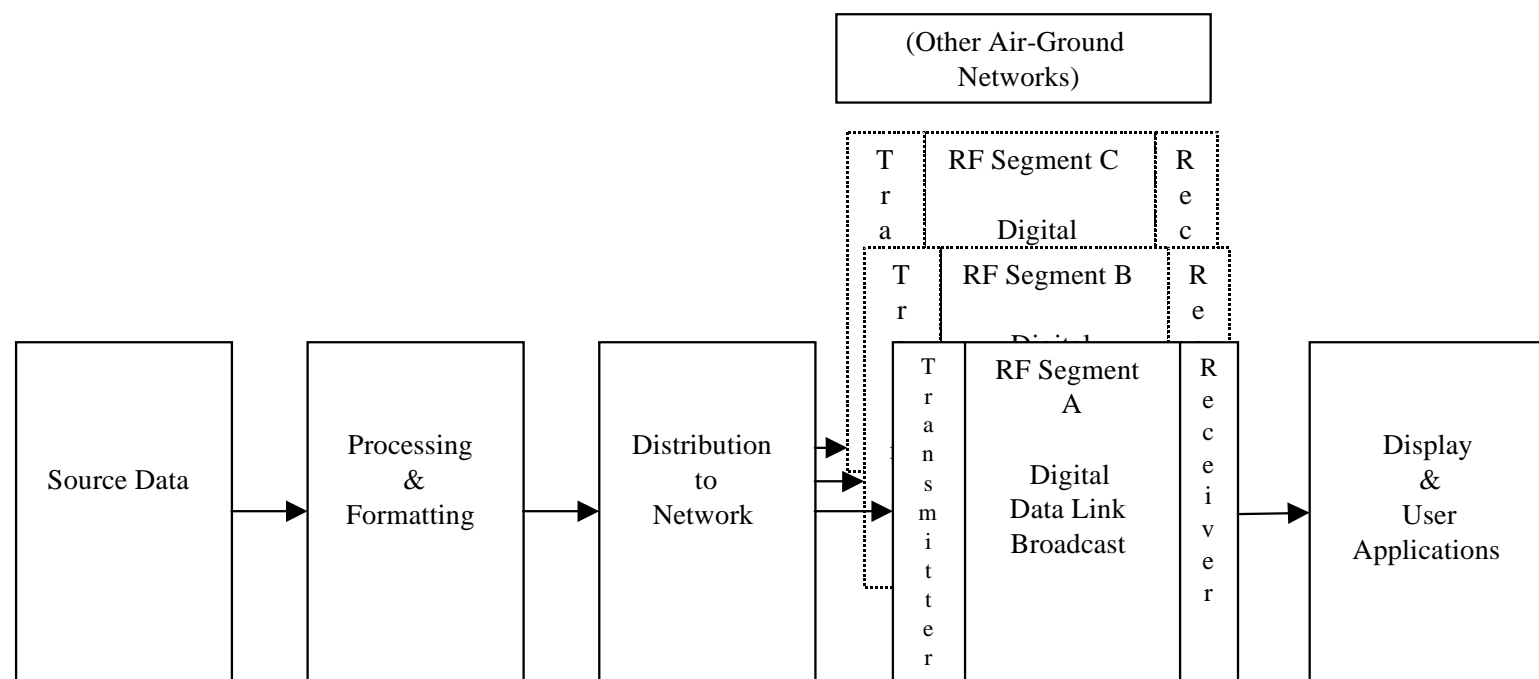 (Other Air-Ground
Networks)
T
r
a
RF Segment C
Digital
R
e
c
T
r
RF Segment B
Digital
R
e
Source Data
Processing
&
Formatting
Distribution
to
Network
T
r
a
n
s
m
i
t
t
e
r
RF Segment
A
Digital
Data Link
Broadcast
R
e
c
e
i
v
e
r
Display
&
User
Applications